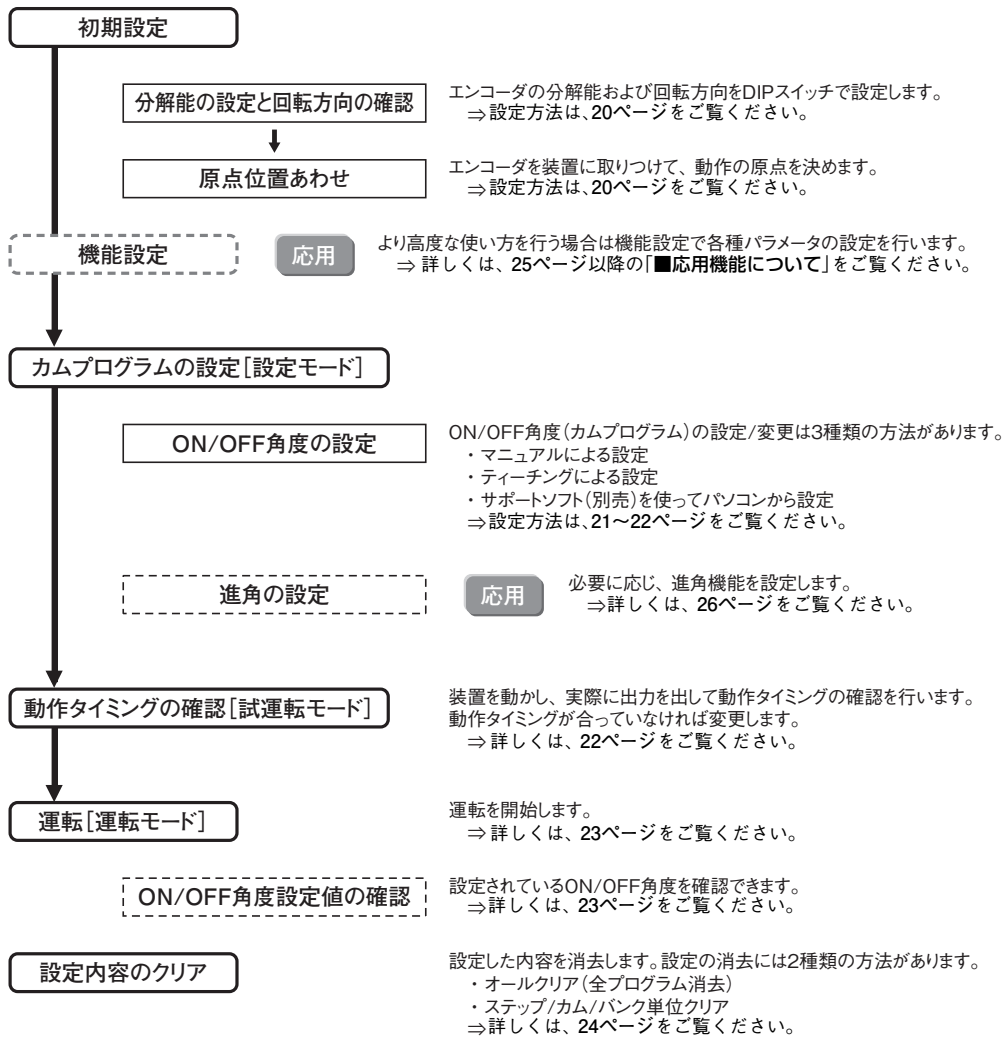 初期設定
分解能の設定と回転方向の確認
エンコーダの分解能および回転方向をDIPスイッチで設定します。
⇒設定方法は、20ページをご覧ください。
原点位置あわせ
エンコーダを装置に取りつけて、動作の原点を決めます。
⇒設定方法は、20ページをご覧ください。
機能設定
応用
より高度な使い方を行う場合は機能設定で各種パラメータの設定を行います。
⇒詳しくは、25ページ以降の「■応用機能について」をご覧ください。
カムプログラムの設定[設定モード]
ON/OFF角度の設定
ON/OFF角度(カムプログラム)の設定/変更は3種類の方法があります。
・マニュアルによる設定
・ティーチングによる設定
・サポートソフト(別売)を使ってパソコンから設定
⇒設定方法は、21~22ページをご覧ください。
進角の設定
応用
必要に応じ、進角機能を設定します。
⇒詳しくは、26ページをご覧ください。
動作タイミングの確認[試運転モード]
装置を動かし、実際に出力を出して動作タイミングの確認を行います。
動作タイミングが合っていなければ変更します。
⇒詳しくは、22ページをご覧ください。
運転[運転モード]
運転を開始します。
⇒詳しくは、23ページをご覧ください。
ON/OFF角度設定値の確認
設定されているON/OFF角度を確認できます。
⇒詳しくは、23ページをご覧ください。
設定内容のクリア
設定した内容を消去します。設定の消去には2種類の方法があります。
・オールクリア(全プログラム消去)
・ステップ/カム/バンク単位クリア
⇒詳しくは、24ページをご覧ください。